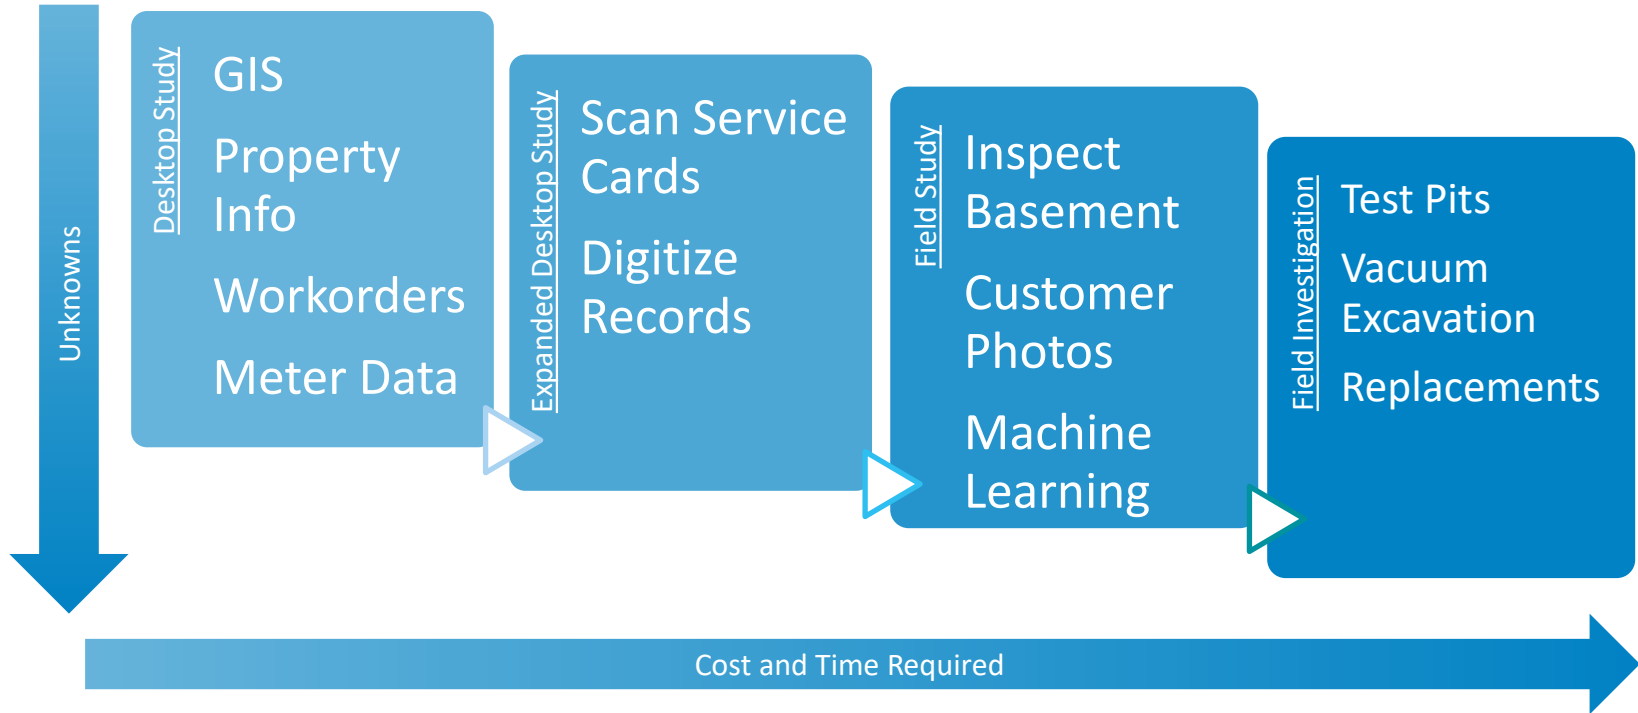 Unknowns
Desktop Study
GIS
Property
Info
Workorders
Meter Data
Expanded Desktop Study
Scan Service
Cards
Digitize
Records
Field Study
Inspect
Basement
Customer
Photos
Machine
Learning
Field Investigation
Test Pits
Vacuum
Excavation
Replacements
Cost and Time Required